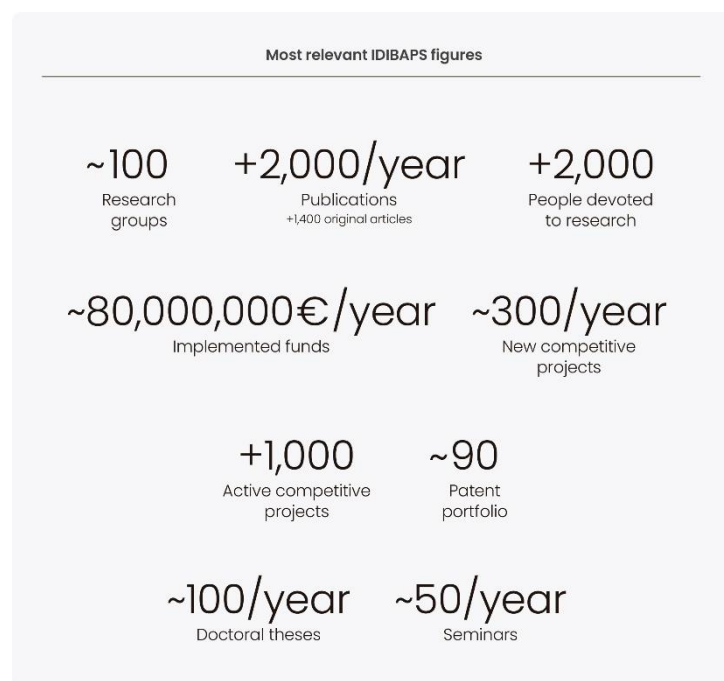 Most relevant IDIBAPS figures
~100
Research
groups
+2,000/year
Publications
+1,400 original articles
+2,000
People devoted
to research
~80,000,000€/year
Implemented funds
~300/year
New competitive
projects
+1,000
Active competitive
projects
~90
Patent
portfolio
~100/year
Doctoral theses
~50/year
Seminars